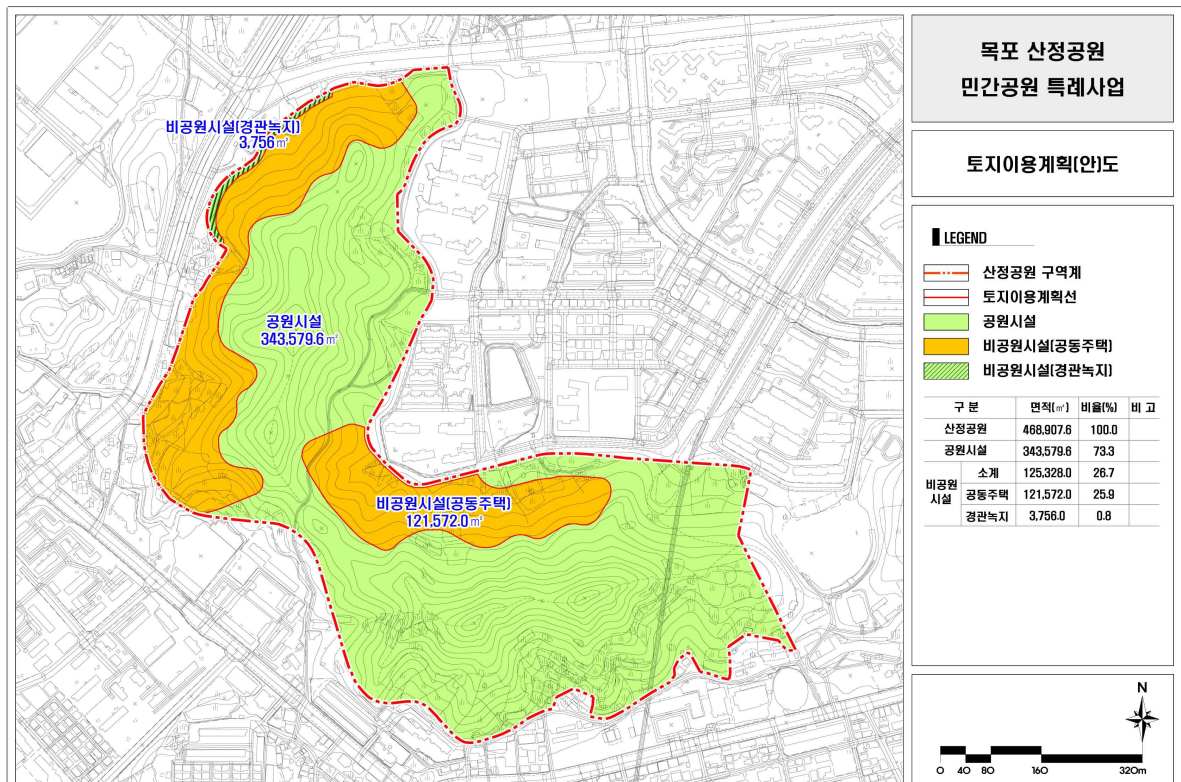 비공원시설(경관녹지)
3,756㎡
공원시설
343,579.6㎡
비공원시설(공동주택)
121,572.0㎡
목포 산정공원
민간공원 특례사업
토지이용계획(안)도
LEGEND
산정공원 구역계
토지이용계획선
공원시설
비공원시설(공동주택)
비공원시설(경관녹지)
구 분 면적(㎡) 비율(%) 비 고
산정공원 468,907.6 100.0
공원시설 343,579.6 73.3
비공원시설 소계 125,328.0 26.7
공동주택 121,572.0 25.9
경관녹지 3,756.0 0.8
N
0 40 80 160 320m